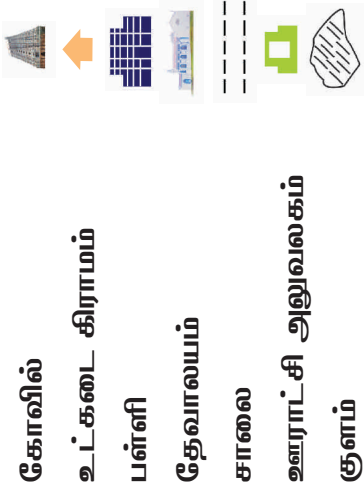 கோவில்
உட்கடை கிராமம்
பள்ளி
தேவாலயம்
சாலை
ஊராட்சி அலுவலகம்
குளம்